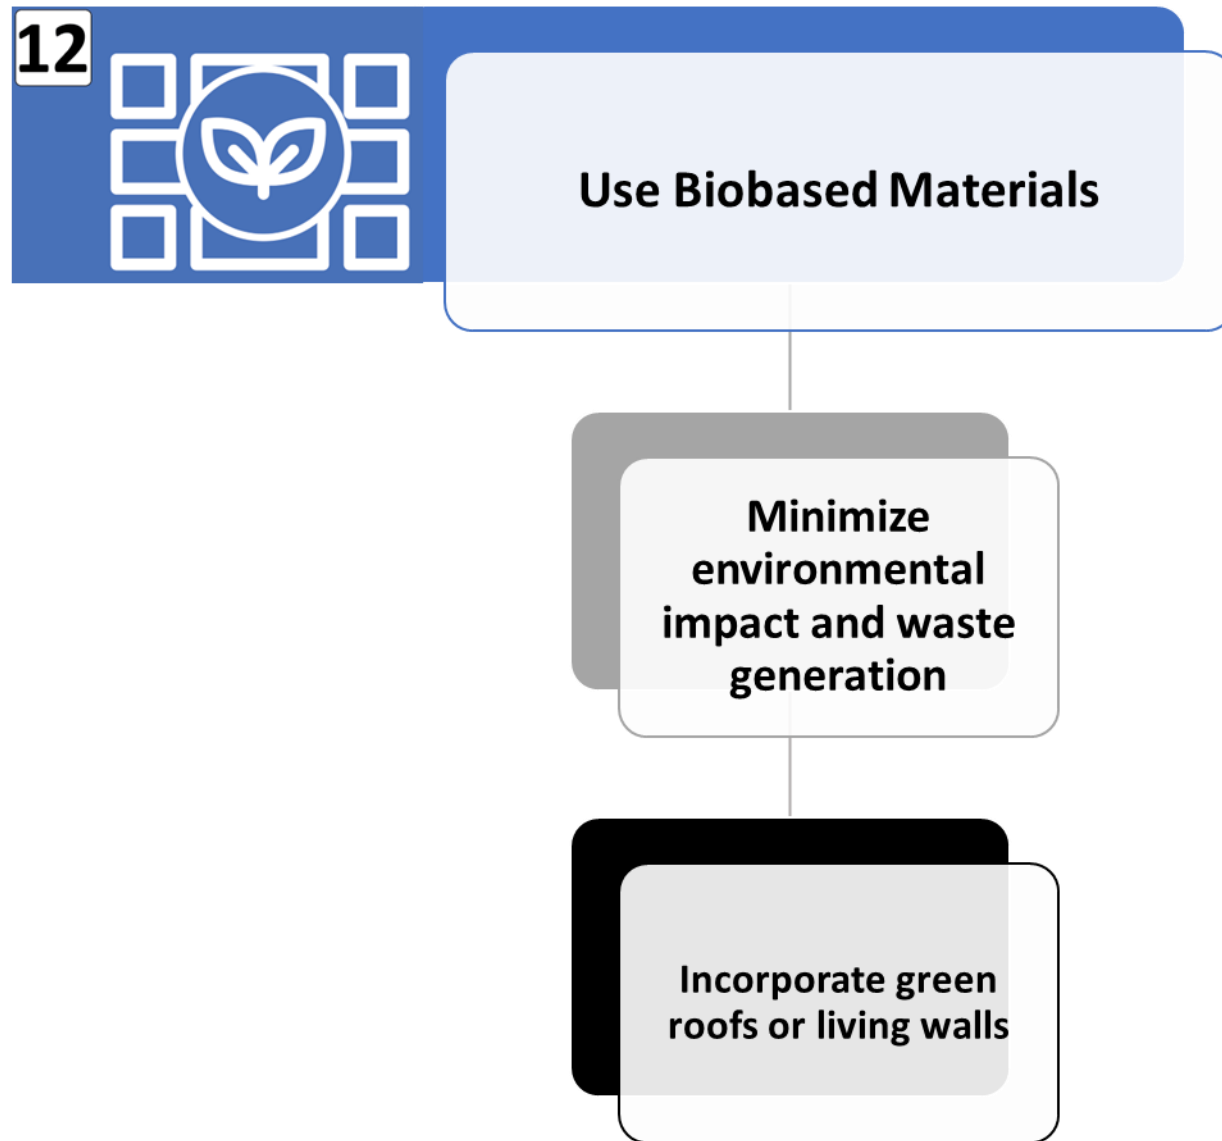 12
Use Biobased Materials
Minimize
environmental
impact and waste
generation
Incorporate green
roofs or living walls